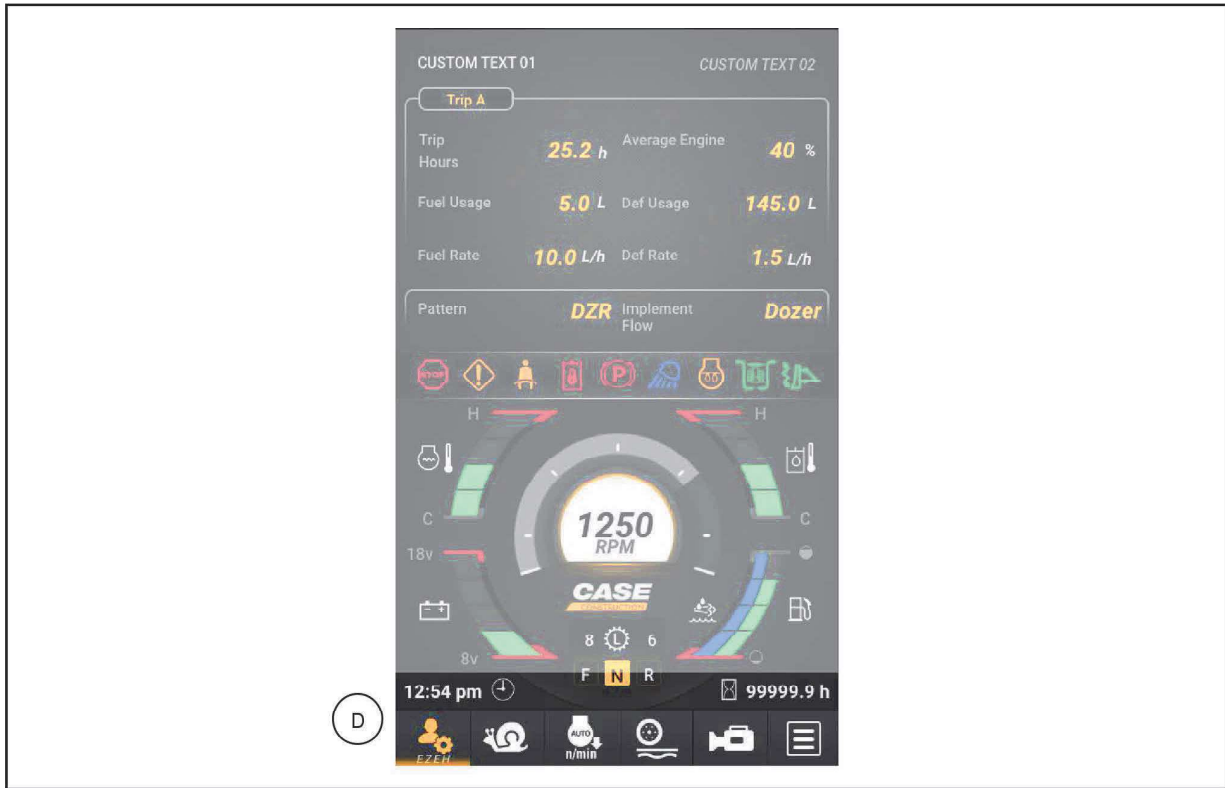 CUSTOM TEXT 01 CUSTOM TEXT 02
Trip A
Trip Hours 25.2 h Average Engine 40 %
Fuel Usage 5.0 L Def Usage 145.0 L
Fuel Rate 10.0 L/h Def Rate 1.5 L/h
Pattern DZR Implement Flow Dozer
STOP P
H H
C C
1250
RPM
18v
CASE
CONSTRUCTION
8 L 6
8v
F N R
12:54 pm 99999.9 h
D
EZEH AUTO n/min